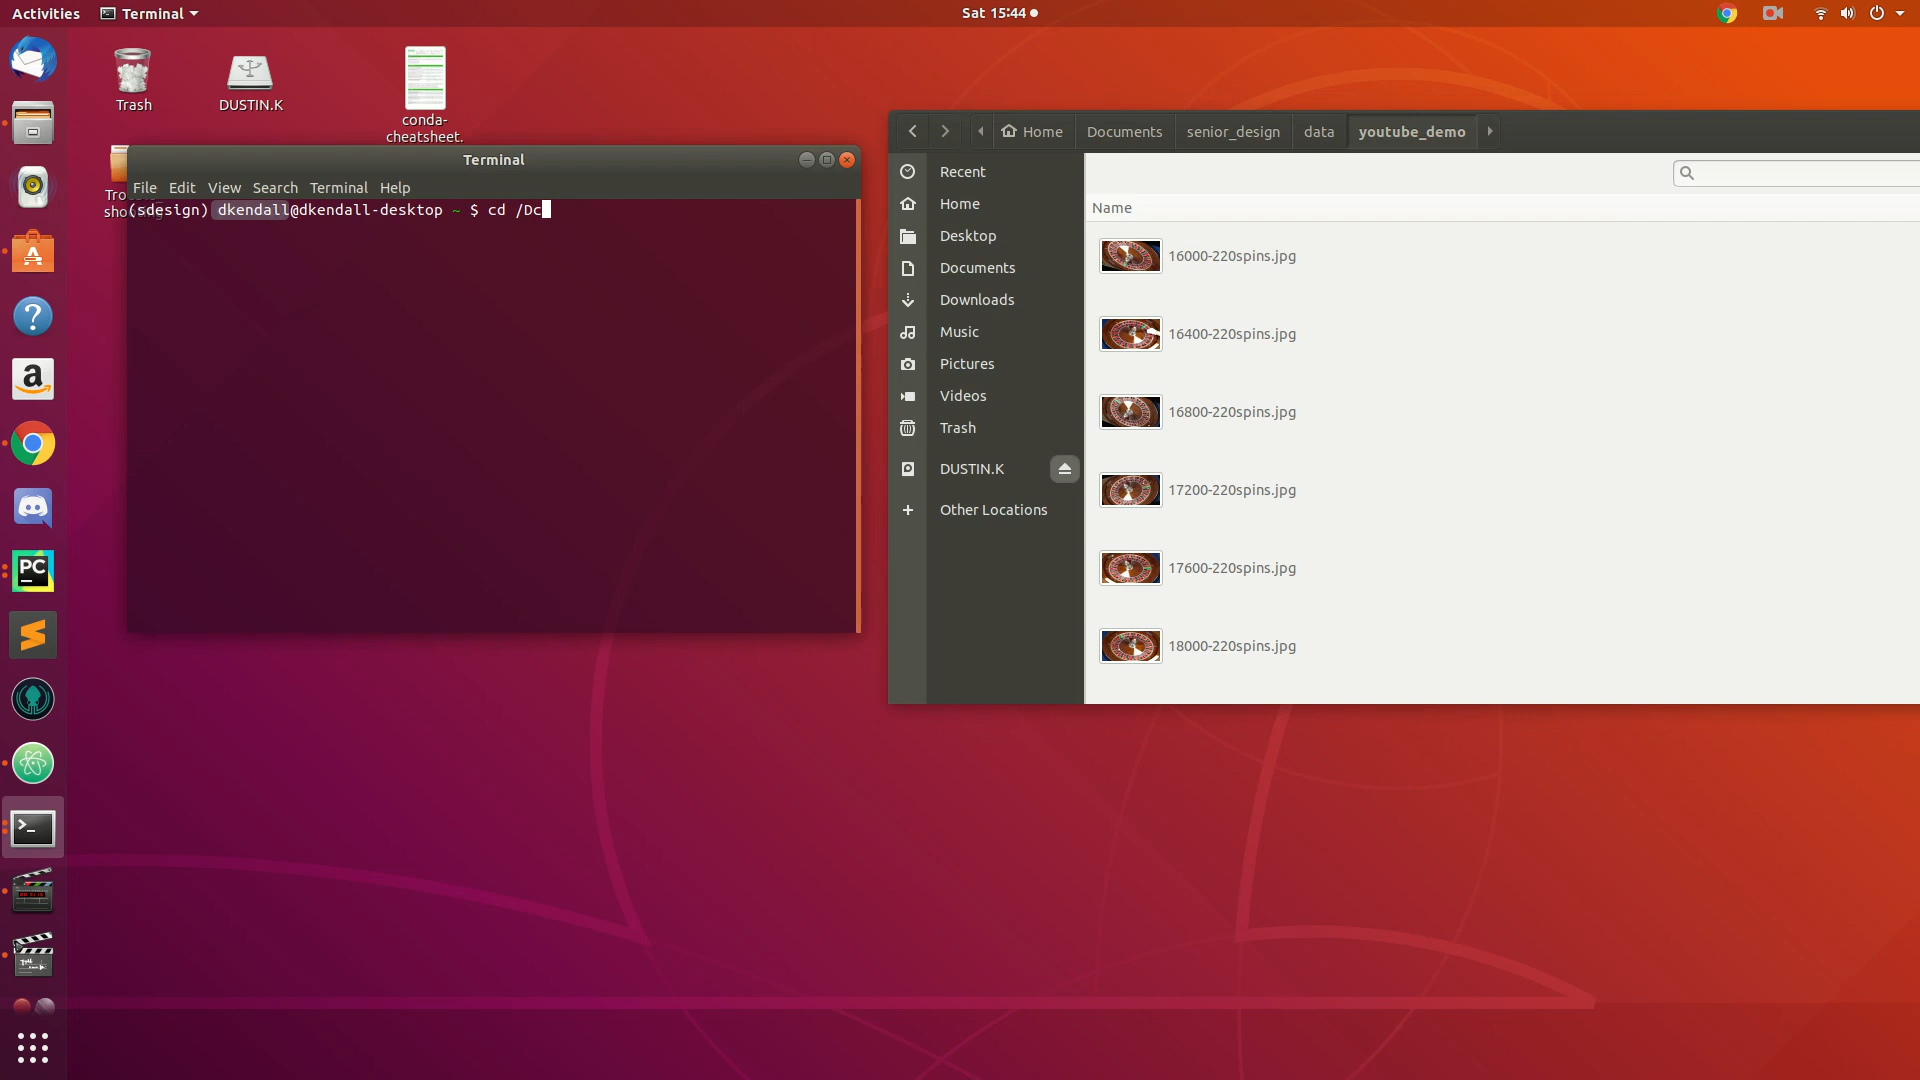 Activities Terminal Sat 15:44
Trash
DUSTIN.K
conda-
cheatsheet.
Terminal
File Edit View Search Terminal Help
(sdesign) dkendall@dkendall-desktop ~ $ cd /Dc
Home Documents senior_design data youtube_demo
Recent
Home
Desktop
Documents
Downloads
Music
Pictures
Videos
Trash
DUSTIN.K
Other Locations
Name
16000-220spins.jpg
16400-220spins.jpg
16800-220spins.jpg
17200-220spins.jpg
17600-220spins.jpg
18000-220spins.jpg
PC